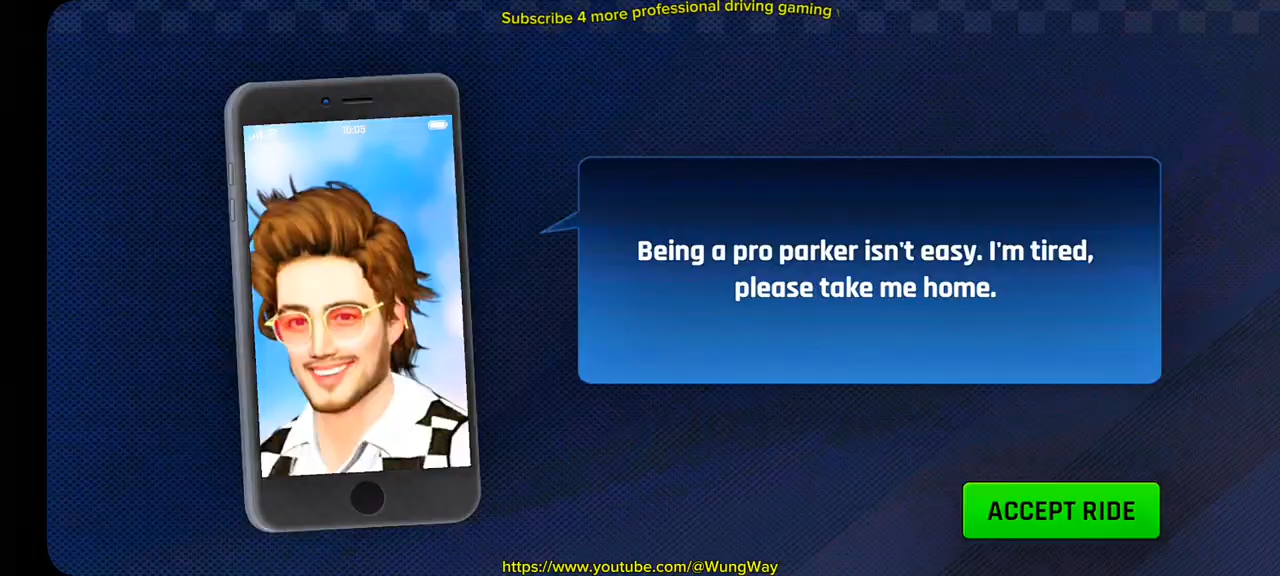 Subscribe 4 more professional driving gaming
10:05
Being a pro parker isn't easy. I'm tired,
please take me home.
ACCEPT RIDE
https://www.youtube.com/@WungWay